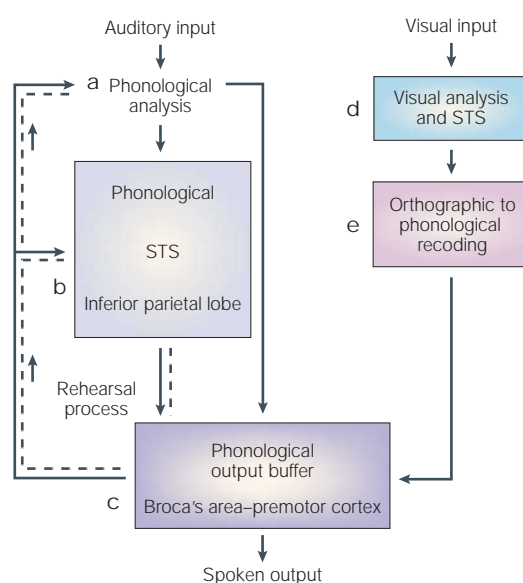 Auditory input
a Phonological
analysis
Phonological
STS
Inferior parietal lobe
b
Rehearsal
process
Phonological
output buffer
Broca's area–premotor cortex
c
Spoken output
Visual input
d
Visual analysis
and STS
e
Orthographic to
phonological
recoding